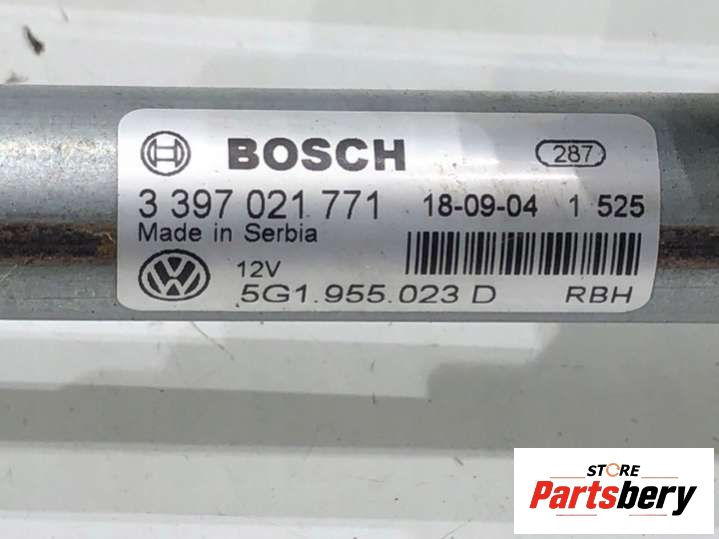 BOSCH 287
3 397 021 771 18-09-04 1 525
Made in Serbia
12V
5G1.955.023 D RBH
STORE
Partsbery